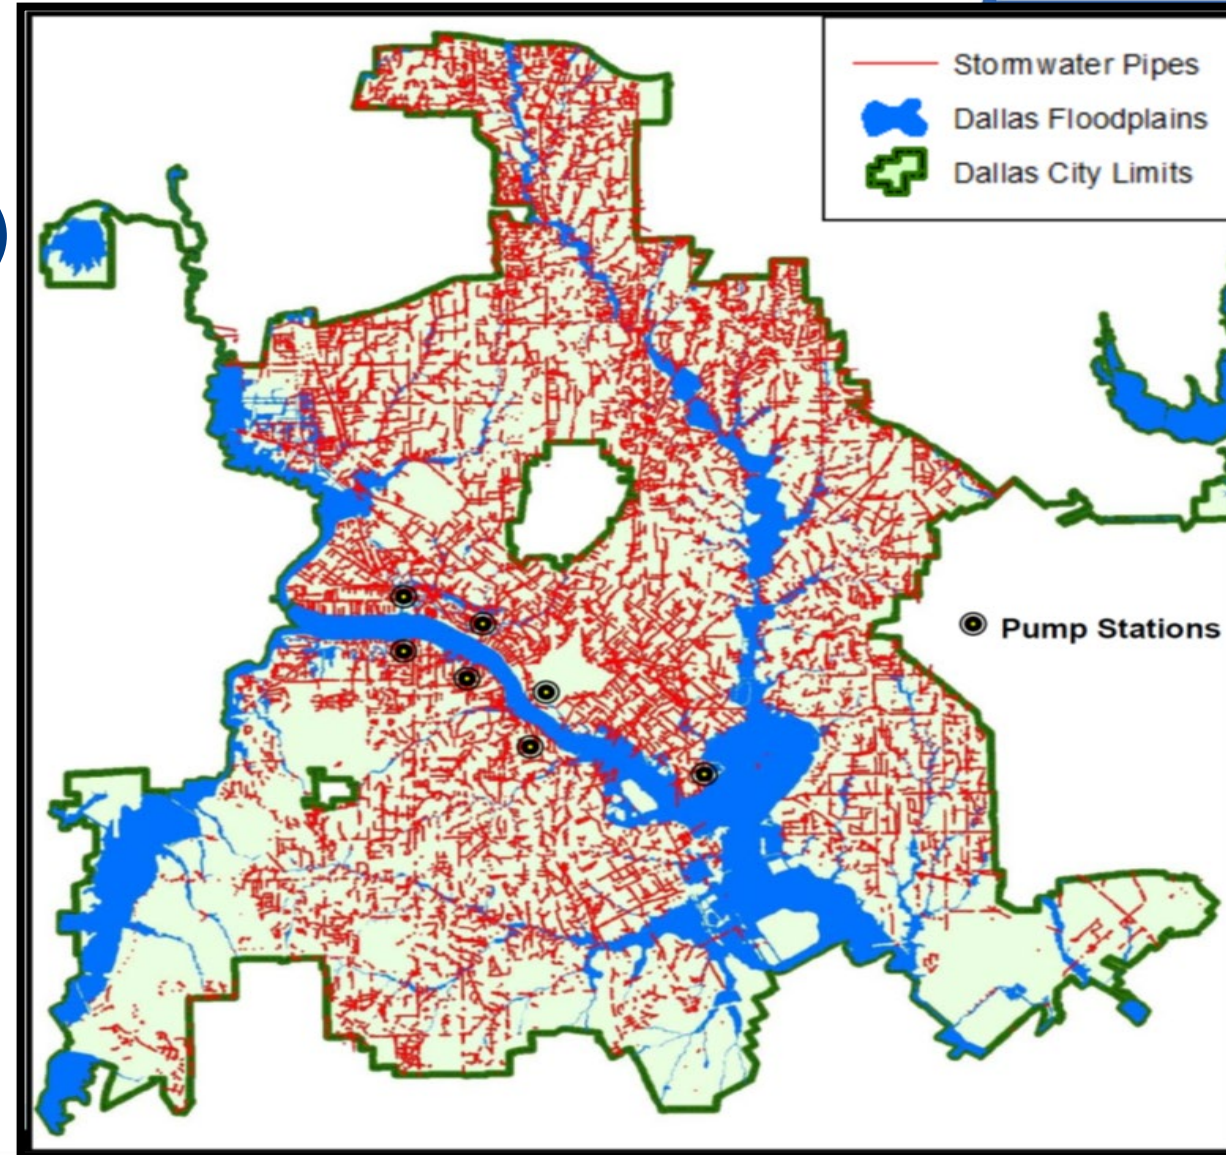 Stormwater Pipes
Dallas Floodplains
Dallas City Limits
Pump Stations